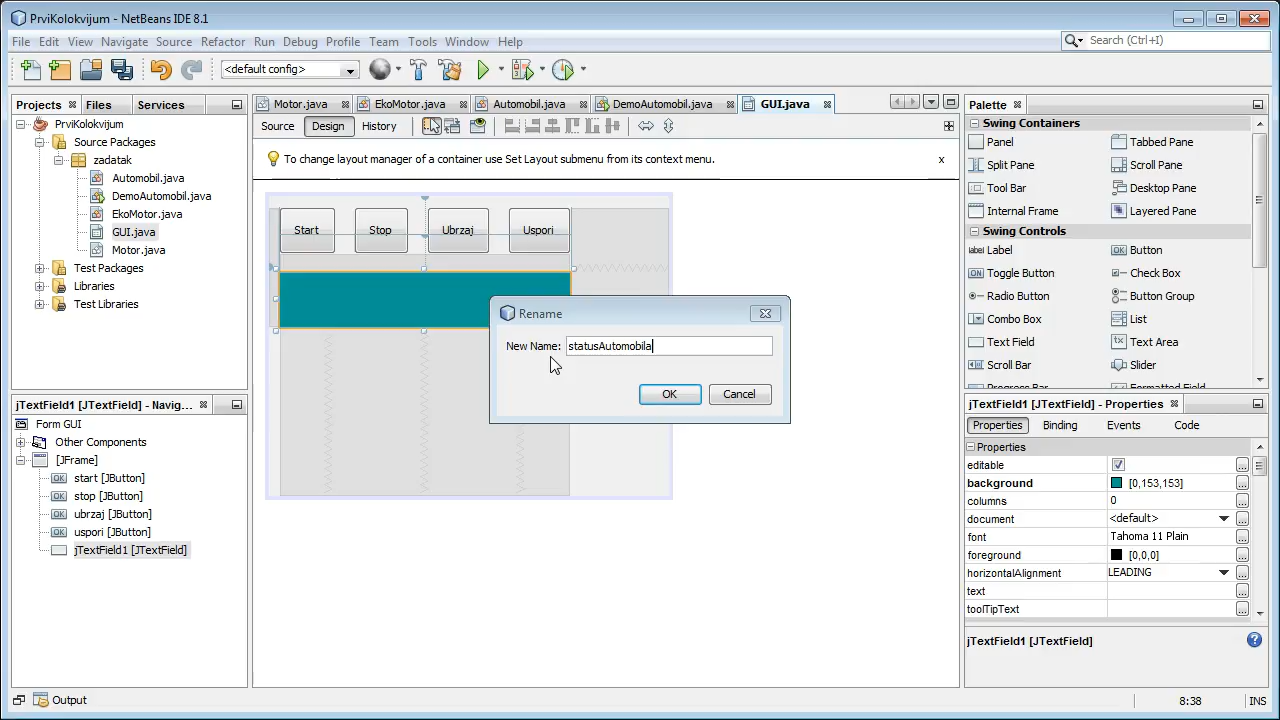 PrviKolokvijum - NetBeans IDE 8.1
File Edit View Navigate Source Refactor Run Debug Profile Team Tools Window Help
Search (Ctrl+I)
<default config>
Projects Files Services
PrviKolokvijum
Source Packages
zadatak
Automobil.java
DemoAutomobil.java
EkoMotor.java
GUI.java
Motor.java
Test Packages
Libraries
Test Libraries
jTextField1 [JTextField] - Navig...
Form GUI
Other Components
[JFrame]
start [JButton]
stop [JButton]
ubrzaj [JButton]
uspori [JButton]
jTextField1 [JTextField]
Motor.java EkoMotor.java Automobil.java DemoAutomobil.java GUI.java
Source Design History
To change layout manager of a container use Set Layout submenu from its context menu. x
Start Stop Ubrzaj Uspori
Rename
New Name: statusAutomobila
OK Cancel
Palette
Swing Containers
Panel Tabbed Pane
Split Pane Scroll Pane
Tool Bar Desktop Pane
Internal Frame Layered Pane
Swing Controls
label Label OK Button
ON Toggle Button Check Box
Radio Button Button Group
Combo Box List
Text Field Text Area
Scroll Bar Slider
Progress Bar Formatted Field
jTextField1 [JTextField] - Properties
Properties Binding Events Code
Properties
editable
background [0,153,153]
columns 0
document <default>
font Tahoma 11 Plain
foreground [0,0,0]
horizontalAlignment LEADING
text
toolTipText
jTextField1 [JTextField]
Output
8:38 INS